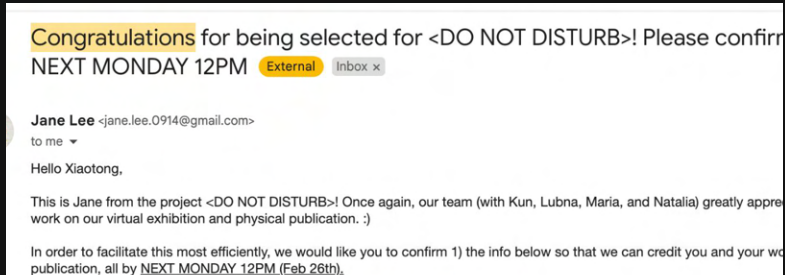 Congratulations for being selected for <DO NOT DISTURB>! Please
NEXT MONDAY 12PM External Inbox ×
Jane Lee <jane.lee.0914@gmail.com>
to me
Hello Xiaotong,
This is Jane from the project <DO NOT DISTURB>! Once again, our team (with Kun, Lubna, Maria, and Natalia) greatly
work on our virtual exhibition and physical publication. :)
In order to facilitate this most efficiently, we would like you to confirm 1) the info below so that we can credit you and your
publication, all by NEXT MONDAY 12PM (Feb 26th).